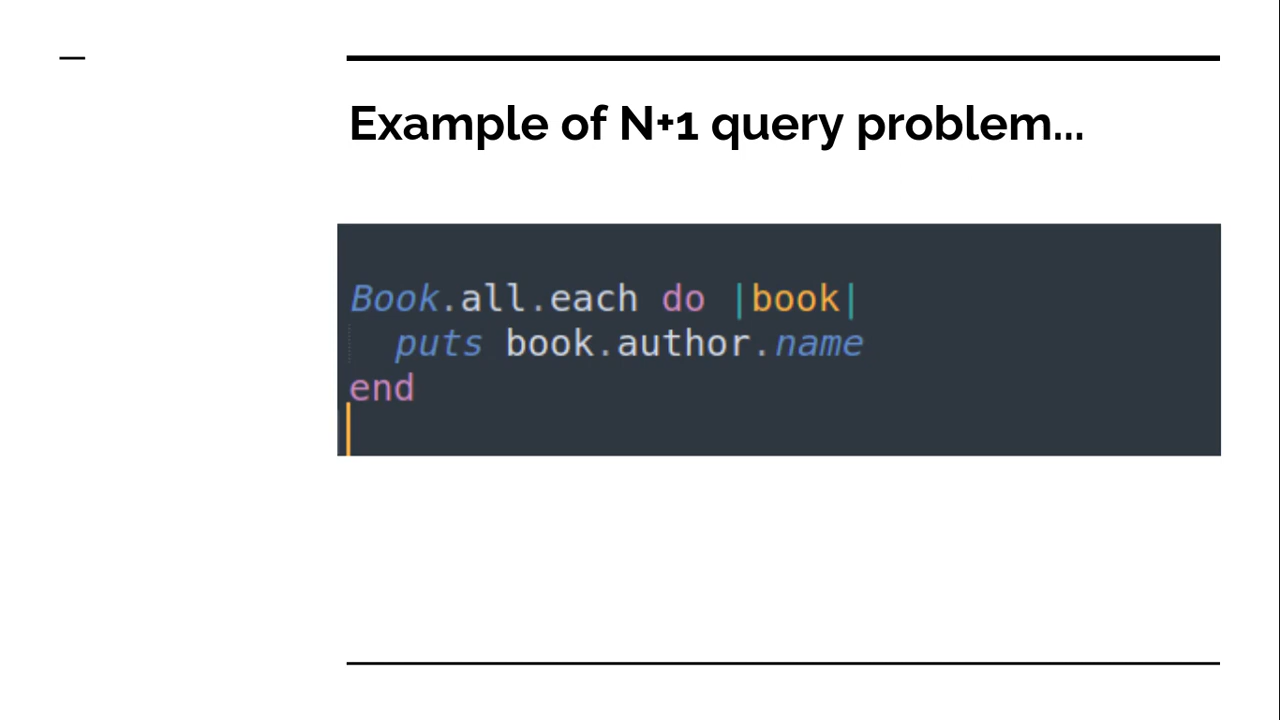 Example of N+1 query problem...
Book.all.each do |book|
  puts book.author.name
end